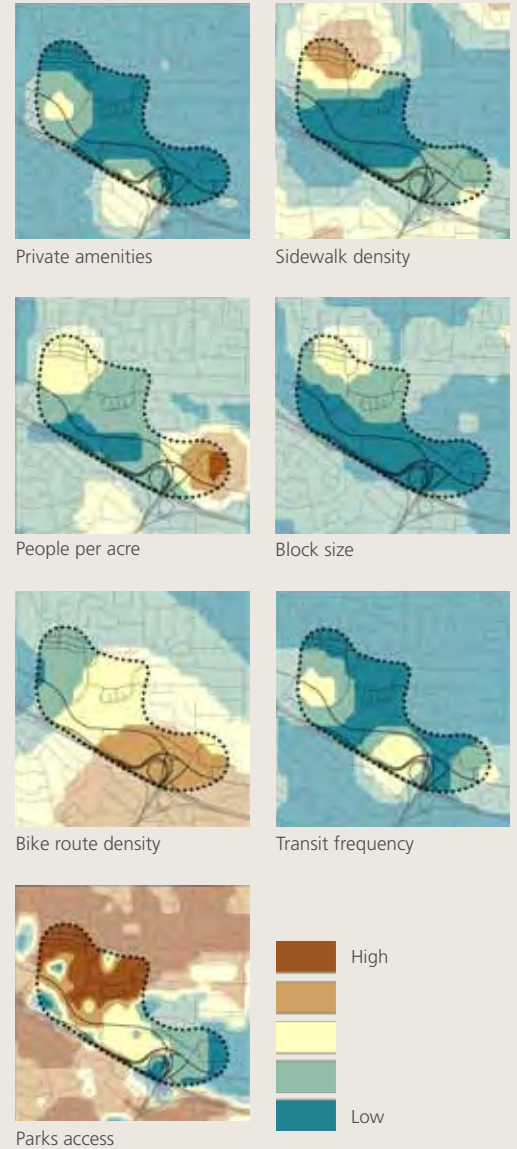 Private amenities
Sidewalk density
People per acre
Block size
Bike route density
Transit frequency
Parks access
High
Low